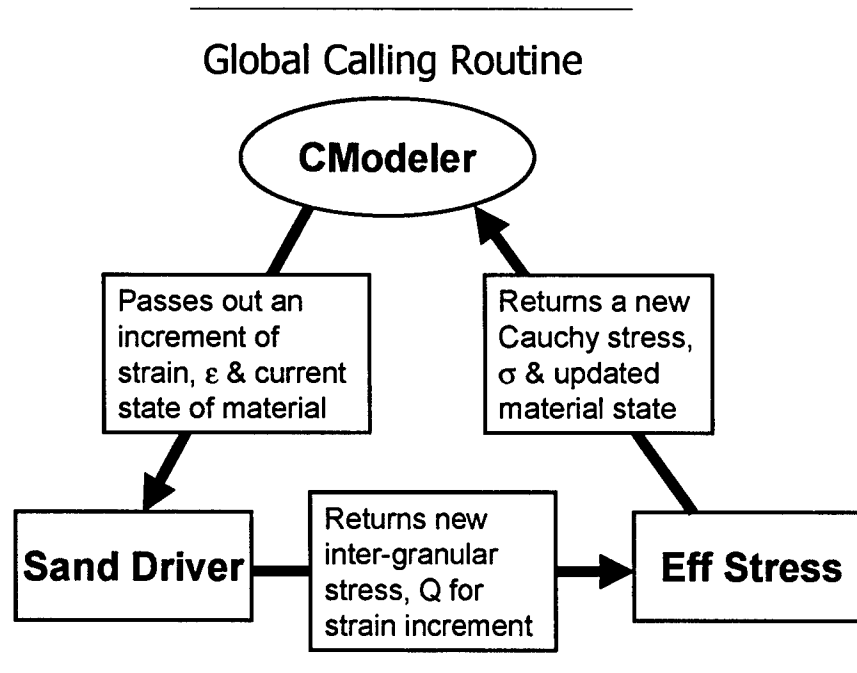 Global Calling Routine
CModeler
Passes out an
increment of
strain, ε & current
state of material
Returns a new
Cauchy stress,
σ & updated
material state
Sand Driver
Returns new
inter-granular
stress, Q for
strain increment
Eff Stress